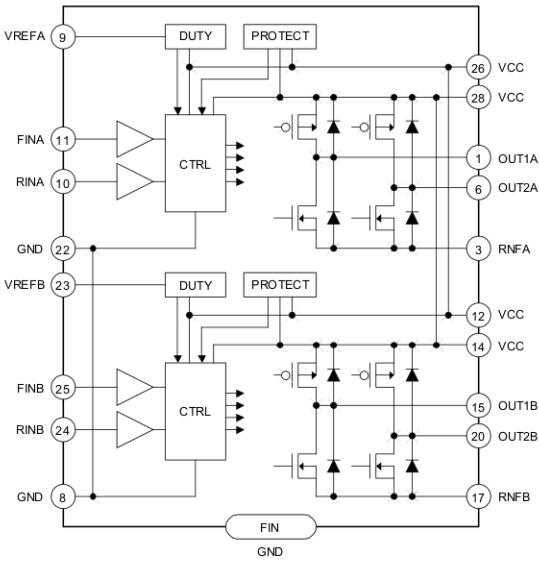 VREFA 9 DUTY PROTECT
26 VCC
28 VCC
FINA 11
CTRL
1 OUT1A
RINA 10
6 OUT2A
GND 22
3 RNFA
VREFB 23 DUTY PROTECT
12 VCC
14 VCC
FINB 25
CTRL
15 OUT1B
RINB 24
20 OUT2B
GND 8
17 RNFB
FIN
GND